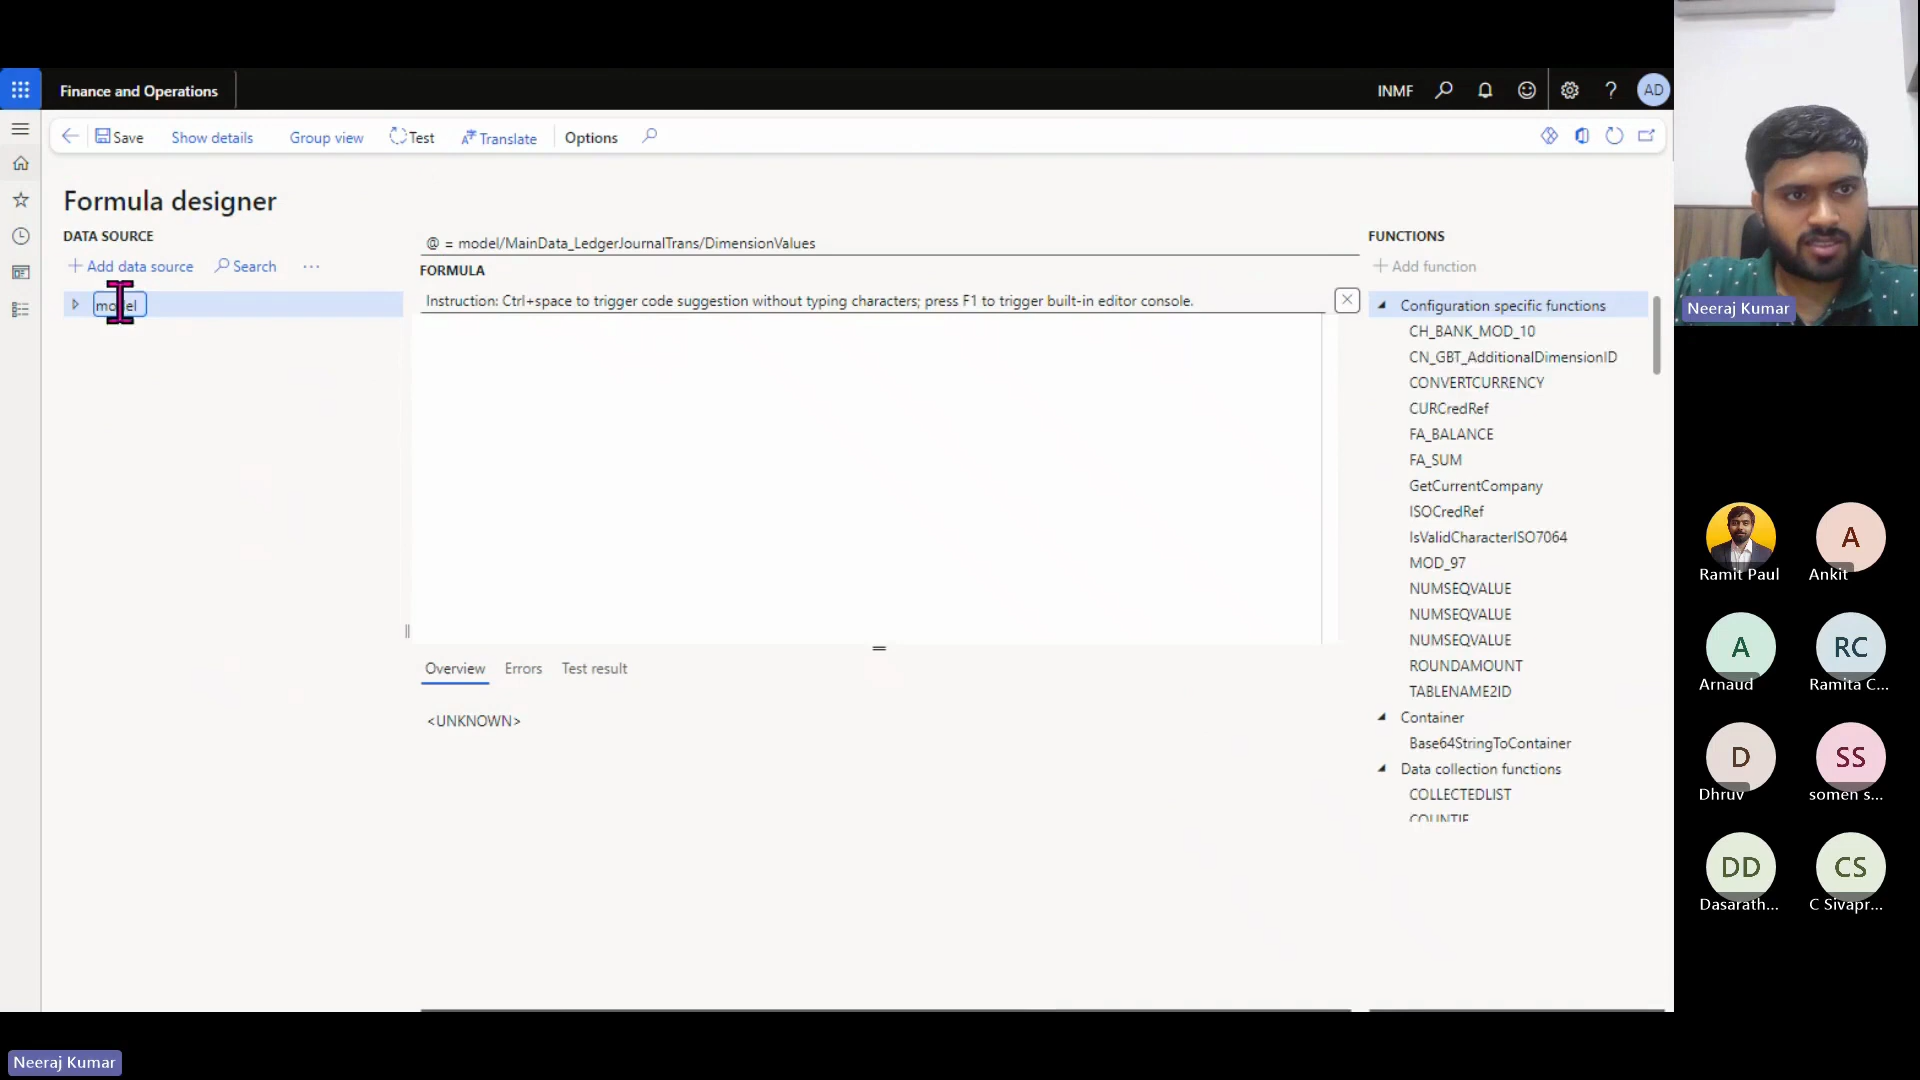 Finance and Operations
INMF
AD
Save
Show details
Group view
Test
Translate
Options
Formula designer
DATA SOURCE
Add data source
Search
model
@ = model/MainData_LedgerJournalTrans/DimensionValues
FORMULA
Instruction: Ctrl+space to trigger code suggestion without typing characters; press F1 to trigger built-in editor console.
Overview
Errors
Test result
<UNKNOWN>
FUNCTIONS
Add function
Configuration specific functions
CH_BANK_MOD_10
CN_GBT_AdditionalDimensionID
CONVERTCURRENCY
CURCredRef
FA_BALANCE
FA_SUM
GetCurrentCompany
ISOCredRef
IsValidCharacterISO7064
MOD_97
NUMSEQVALUE
NUMSEQVALUE
NUMSEQVALUE
ROUNDAMOUNT
TABLENAME2ID
Container
Base64StringToContainer
Data collection functions
COLLECTEDLIST
COUNTIF
Neeraj Kumar
Ramit Paul
A
Ankit
A
Arnaud
RC
Ramita C...
D
Dhruv
SS
somen s...
DD
Dasarath...
CS
C Sivapr...
Neeraj Kumar